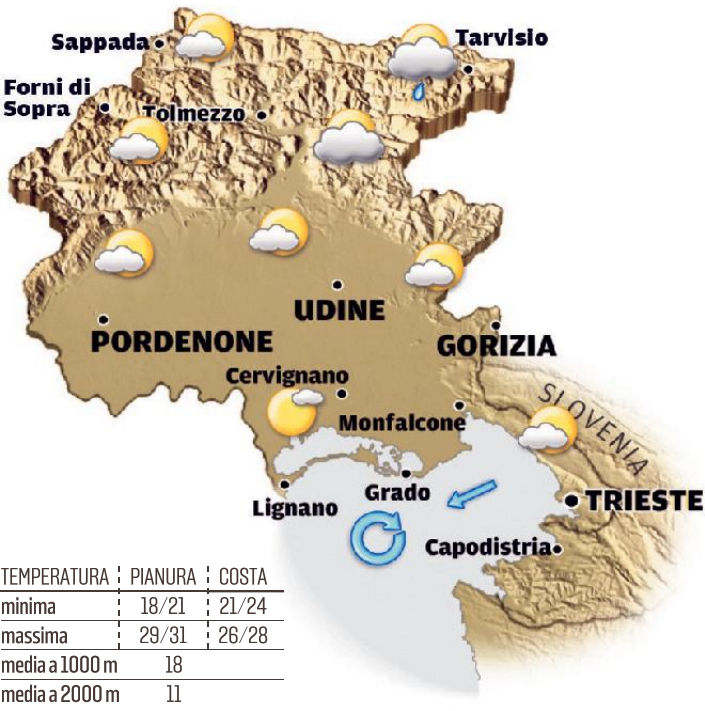 Sappada
Tarvisio
Forni di
Sopra
Tolmezzo
UDINE
PORDENONE
GORIZIA
Cervignano
Monfalcone
SLOVENIA
Lignano
Grado
TRIESTE
Capodistria
TEMPERATURA PIANURA COSTA
minima 18/21 21/24
massima 29/31 26/28
media a 1000 m 18
media a 2000 m 11